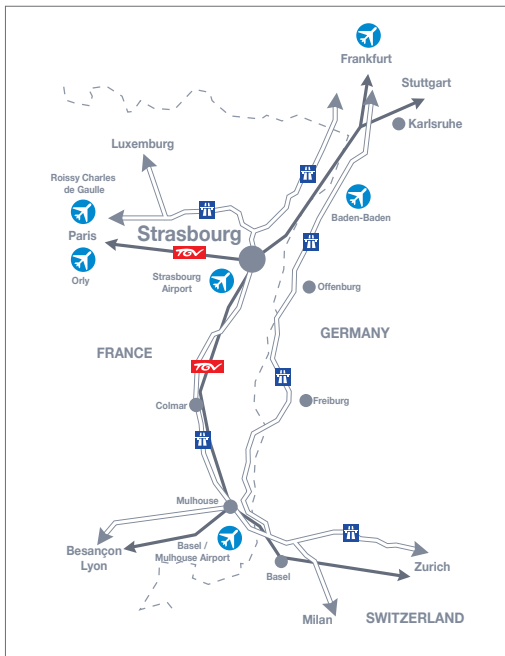 Frankfurt
Stuttgart
Karlsruhe
Luxemburg
Roissy Charles
de Gaulle
Baden-Baden
Paris
Strasbourg
TGV
Orly
Strasbourg
Airport
Offenburg
GERMANY
FRANCE
TGV
Colmar
Freiburg
Mulhouse
Besançon
Lyon
Basel /
Mulhouse Airport
Basel
Zurich
Milan
SWITZERLAND